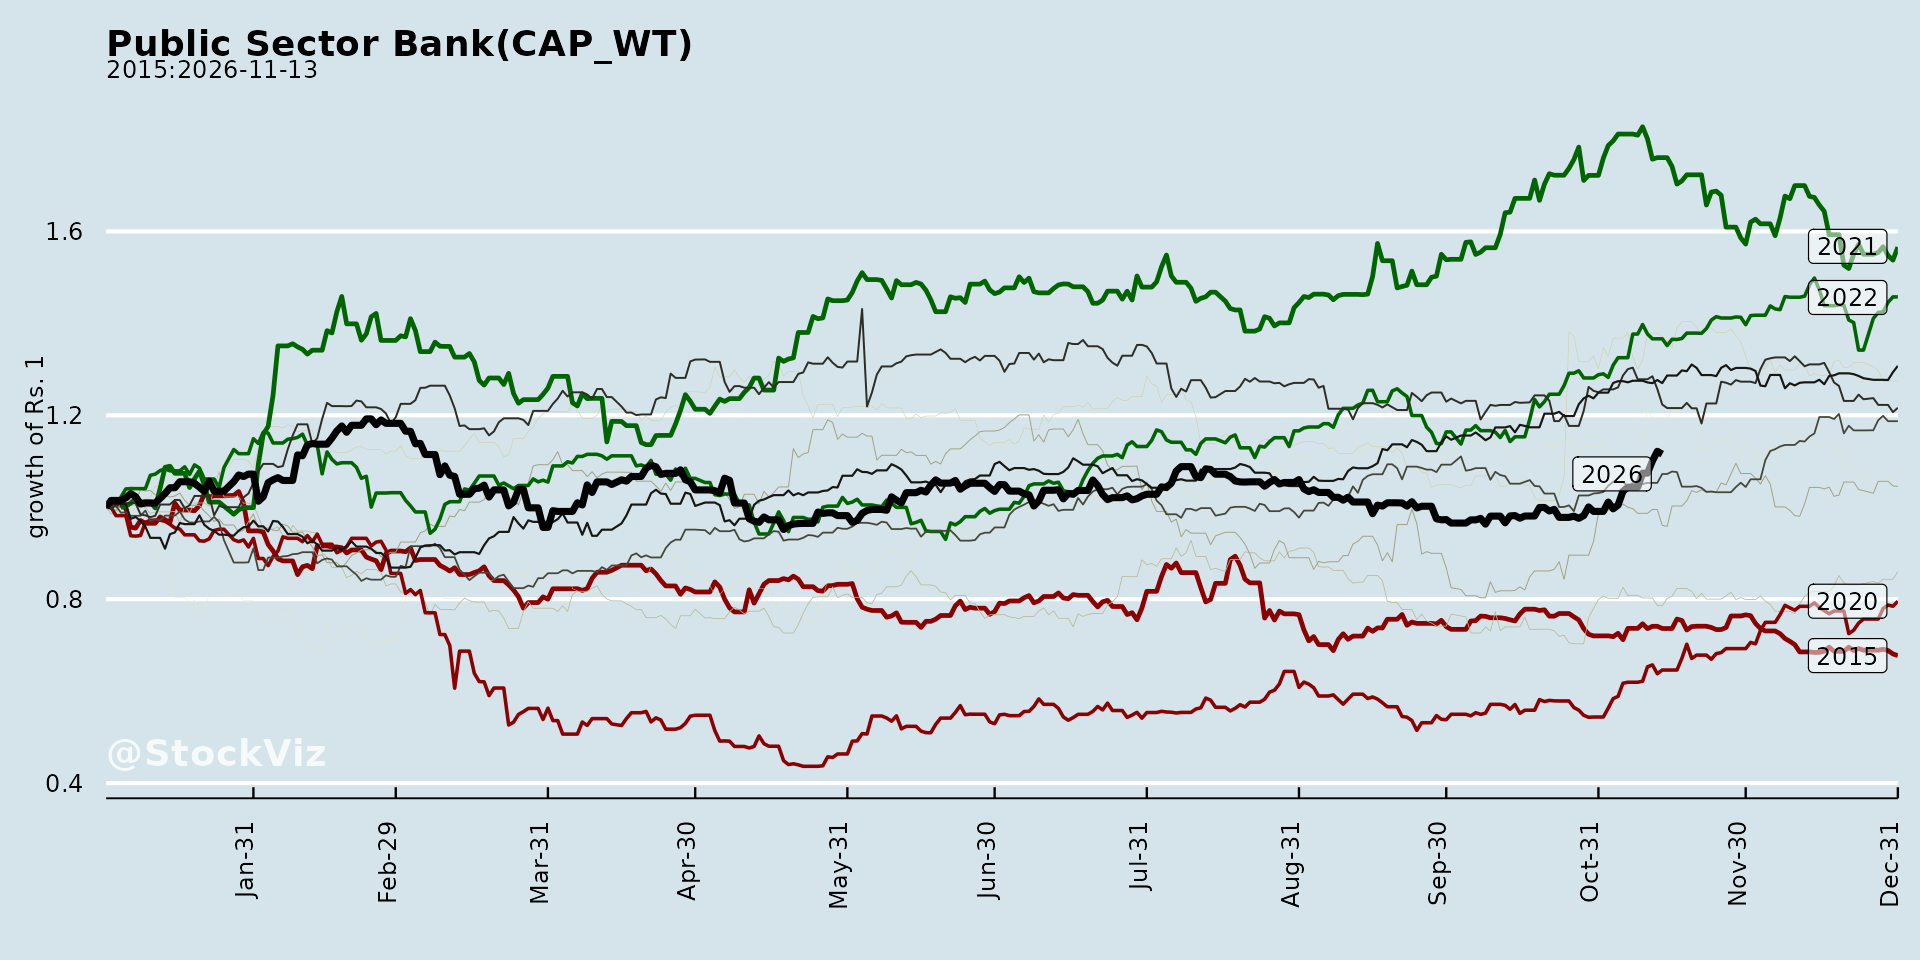 Public Sector Bank(CAP_WT)
2015:2026-11-13
growth of Rs. 1
1.6
1.2
0.8
0.4
2021
2022
2026
2020
2015
@StockViz
Jan-31
Feb-29
Mar-31
Apr-30
May-31
Jun-30
Jul-31
Aug-31
Sep-30
Oct-31
Nov-30
Dec-31